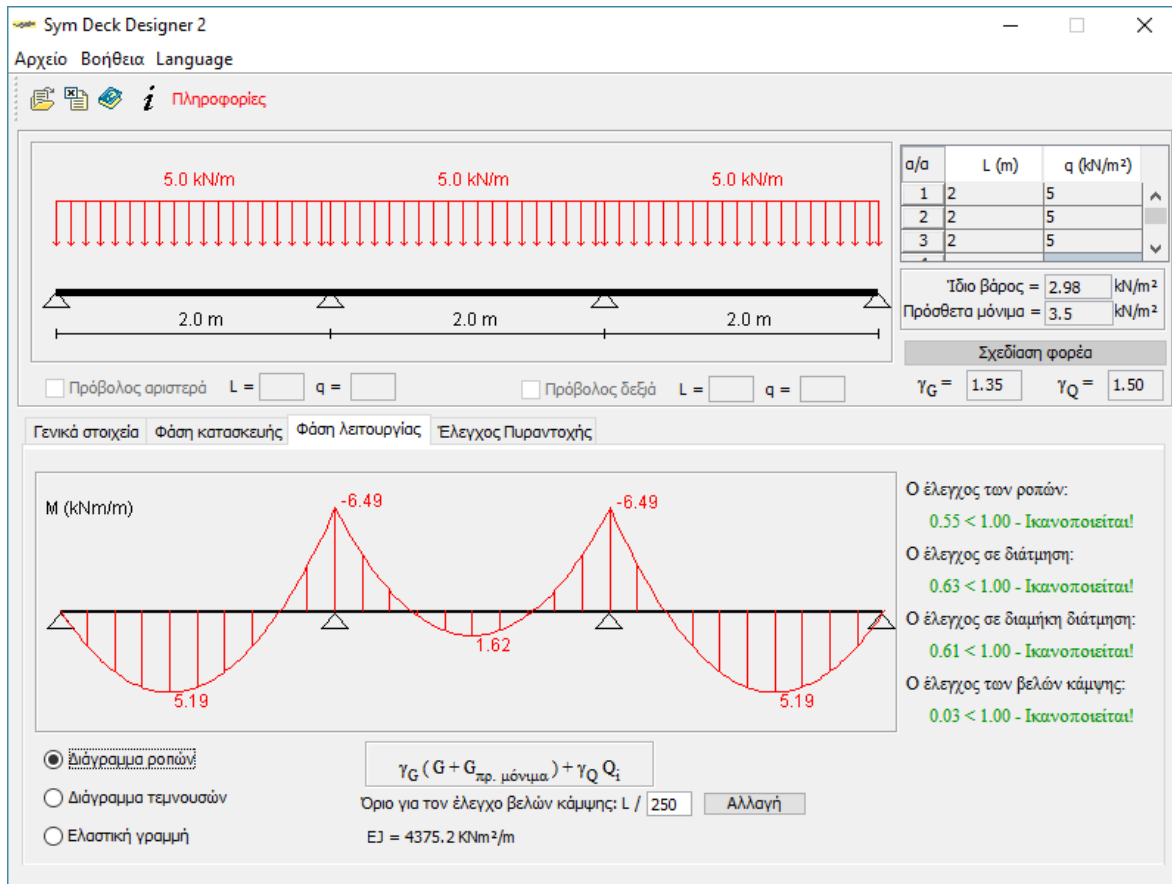 Sym Deck Designer 2
Αρχείο Βοήθεια Language
i Πληροφορίες
5.0 kN/m 5.0 kN/m 5.0 kN/m
2.0 m 2.0 m 2.0 m
Πρόβολος αριστερά L = q =
Πρόβολος δεξιά L = q =
α/α L (m) q (kN/m²)
1 2 5
2 2 5
3 2 5
Ίδιο βάρος = 2.98 kN/m²
Πρόσθετα μόνιμα = 3.5 kN/m²
Σχεδίαση φορέα
γG = 1.35 γQ = 1.50
Γενικά στοιχεία Φάση κατασκευής Φάση λειτουργίας Έλεγχος Πυραντοχής
M (kNm/m)
-6.49 -6.49
1.62
5.19 5.19
Ο έλεγχος των ροπών:
0.55 < 1.00 - Ικανοποιείται!
Ο έλεγχος σε διάτμηση:
0.63 < 1.00 - Ικανοποιείται!
Ο έλεγχος σε διαμήκη διάτμηση:
0.61 < 1.00 - Ικανοποιείται!
Ο έλεγχος των βελών κάμψης:
0.03 < 1.00 - Ικανοποιείται!
Διάγραμμα ροπών
Διάγραμμα τεμνουσών
Ελαστική γραμμή
γG ( G + Gπρ. μόνιμα ) + γQ Qi
Όριο για τον έλεγχο βελών κάμψης: L / 250 Αλλαγή
EJ = 4375.2 KNm²/m